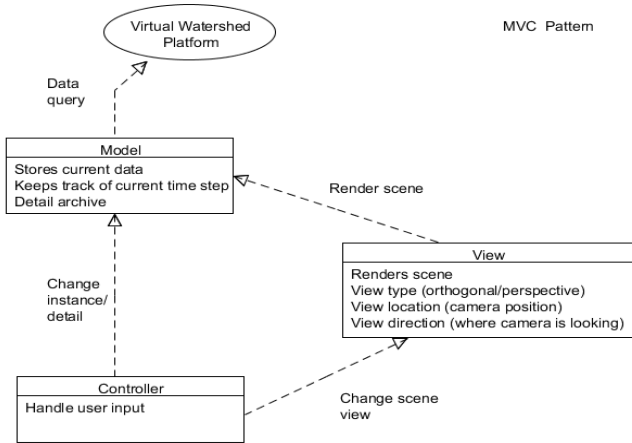 Virtual Watershed
Platform
MVC Pattern
Data
query
Model
Stores current data
Keeps track of current time step
Detail archive
Render scene
View
Renders scene
View type (orthogonal/perspective)
View location (camera position)
View direction (where camera is looking)
Change
instance/
detail
Controller
Handle user input
Change scene
view